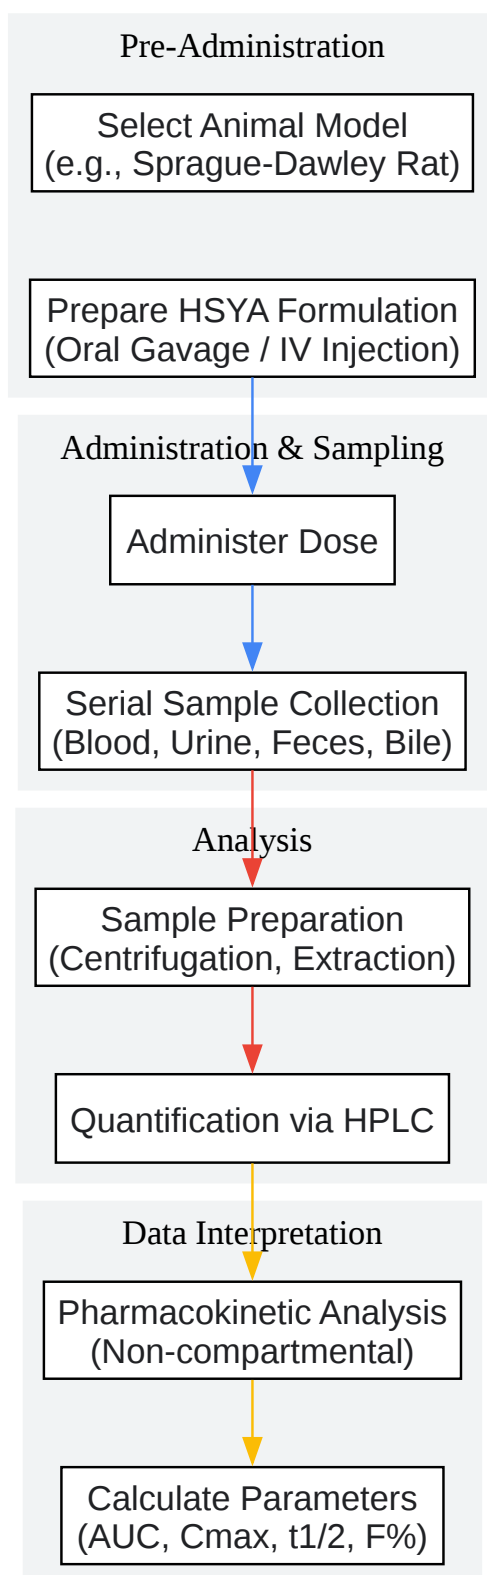 Pre-Administration
Select Animal Model
(e.g., Sprague-Dawley Rat)
Prepare HSYA Formulation
(Oral Gavage / IV Injection)
Administration & Sampling
Administer Dose
Serial Sample Collection
(Blood, Urine, Feces, Bile)
Analysis
Sample Preparation
(Centrifugation, Extraction)
Quantification via HPLC
Data Interpretation
Pharmacokinetic Analysis
(Non-compartmental)
Calculate Parameters
(AUC, Cmax, t1/2, F%)